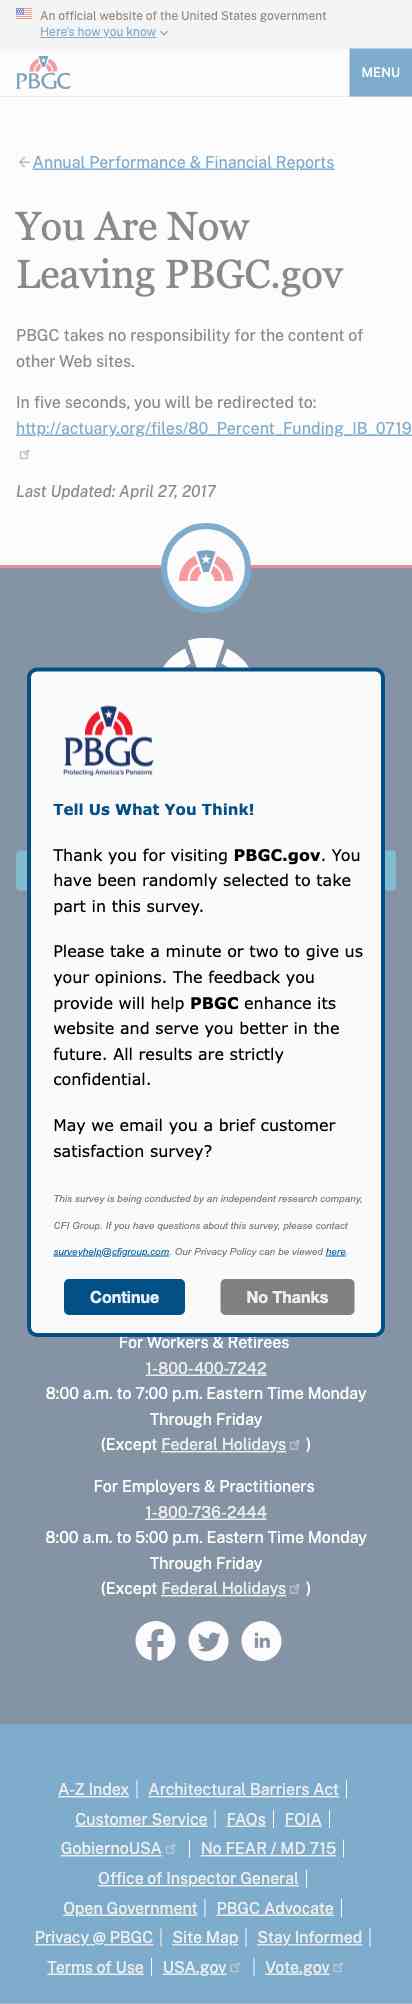 An official website of the United States government
Here's how you know
PBGC
MENU
Annual Performance & Financial Reports
You Are Now
Leaving PBGC.gov
PBGC takes no responsibility for the content of
other Web sites.
In five seconds, you will be redirected to:
http://actuary.org/files/80_Percent_Funding_IB_0719
Last Updated: April 27, 2017
PBGC
Protecting America's Pensions
Tell Us What You Think!
Thank you for visiting PBGC.gov. You
have been randomly selected to take
part in this survey.
Please take a minute or two to give us
your opinions. The feedback you
provide will help PBGC enhance its
website and serve you better in the
future. All results are strictly
confidential.
May we email you a brief customer
satisfaction survey?
This survey is being conducted by an independent research company,
CFI Group. If you have questions about this survey, please contact
surveyhelp@cfigroup.com. Our Privacy Policy can be viewed here.
Continue
No Thanks
For Workers & Retirees
1-800-400-7242
8:00 a.m. to 7:00 p.m. Eastern Time Monday
Through Friday
(Except Federal Holidays )
For Employers & Practitioners
1-800-736-2444
8:00 a.m. to 5:00 p.m. Eastern Time Monday
Through Friday
(Except Federal Holidays )
in
A-Z Index | Architectural Barriers Act |
Customer Service | FAQs | FOIA |
GobiernoUSA | No FEAR / MD 715 |
Office of Inspector General |
Open Government | PBGC Advocate |
Privacy @ PBGC | Site Map | Stay Informed |
Terms of Use | USA.gov | Vote.gov